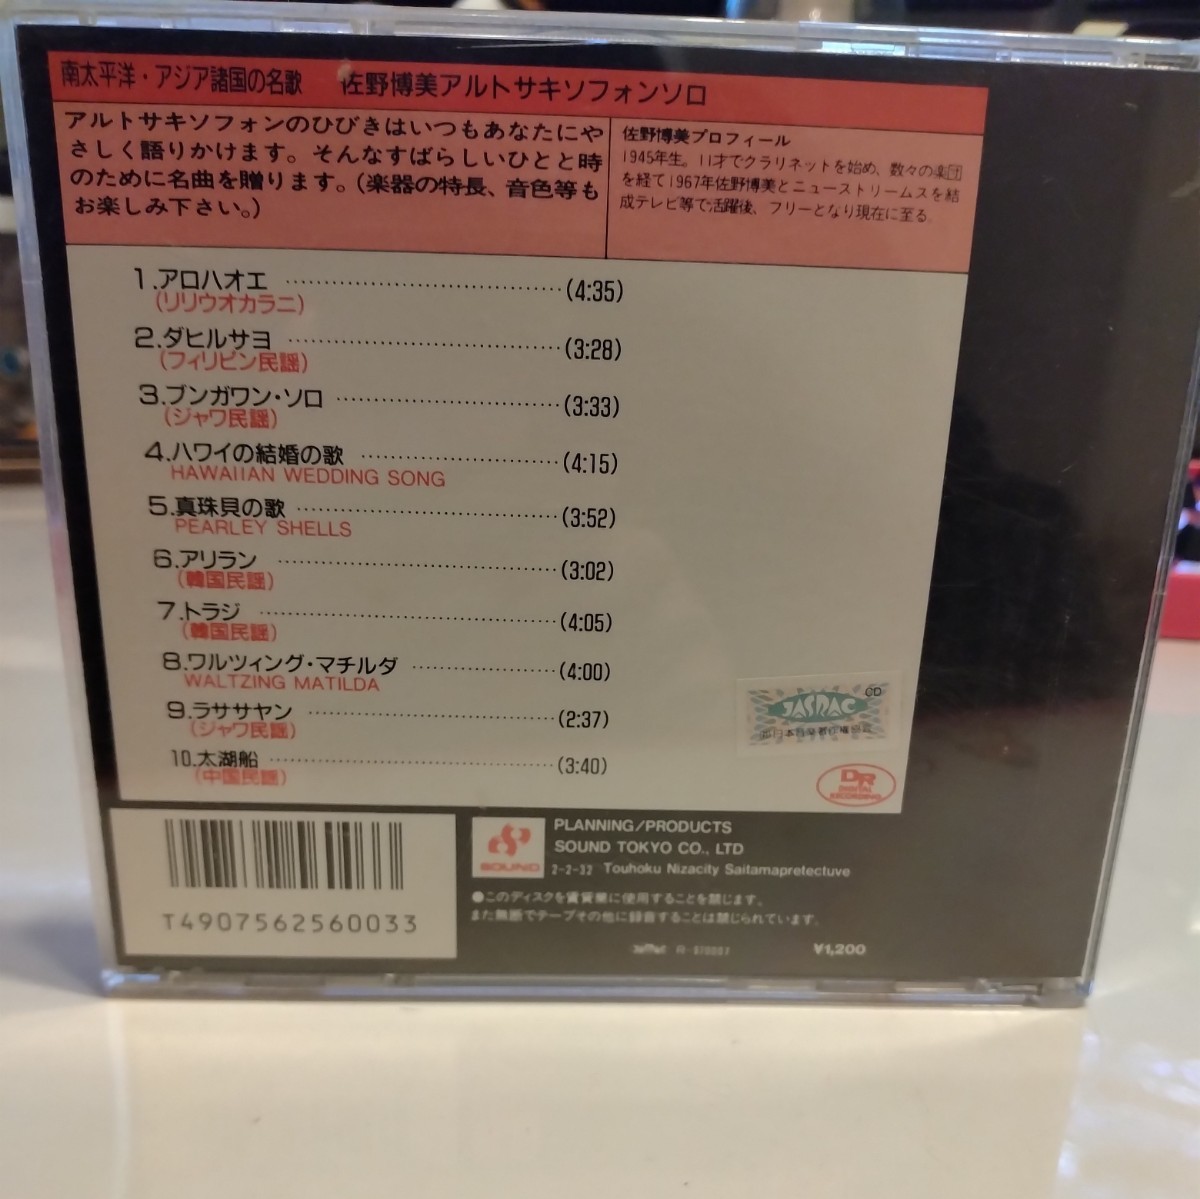 南太平洋・アジア諸国の名歌　佐野博美アルトサキソフォンソロ
アルトサキソフォンのひびきはいつもあなたにや
さしく語りかけます。そんなすばらしいひとと時
のために名曲を贈ります。(楽器の特長、音色等も
お楽しみ下さい。)
佐野博美プロフィール
1945年生。11才でクラリネットを始め、数々の楽団
を経て1967年佐野博美とニューストリームスを結
成テレビ等で活躍後、フリーとなり現在に至る。
1.アロハオエ (4:35)
(リリウオカラニ)
2.ダヒルサヨ (3:28)
(フィリピン民謡)
3.ブンガワン・ソロ (3:33)
(ジャワ民謡)
4.ハワイの結婚の歌 (4:15)
HAWAIIAN WEDDING SONG
5.真珠貝の歌 (3:52)
PEARLEY SHELLS
6.アリラン (3:02)
(韓国民謡)
7.トラジ (4:05)
(韓国民謡)
8.ワルツィング・マチルダ (4:00)
WALTZING MATILDA
9.ラササヤン (2:37)
(ジャワ民謡)
10.太湖船 (3:40)
(中国民謡)
CD
JASRAC
DR
DIGITAL
RECORDING
T4907562560033
SOUND
PLANNING/PRODUCTS
SOUND TOKYO CO., LTD
2-2-32 Touhoku Nizacity Saitamapretectuve
●このディスクを賃貸業に使用することを禁じます。
また無断でテープその他に録音することは禁じられています。
¥1,200